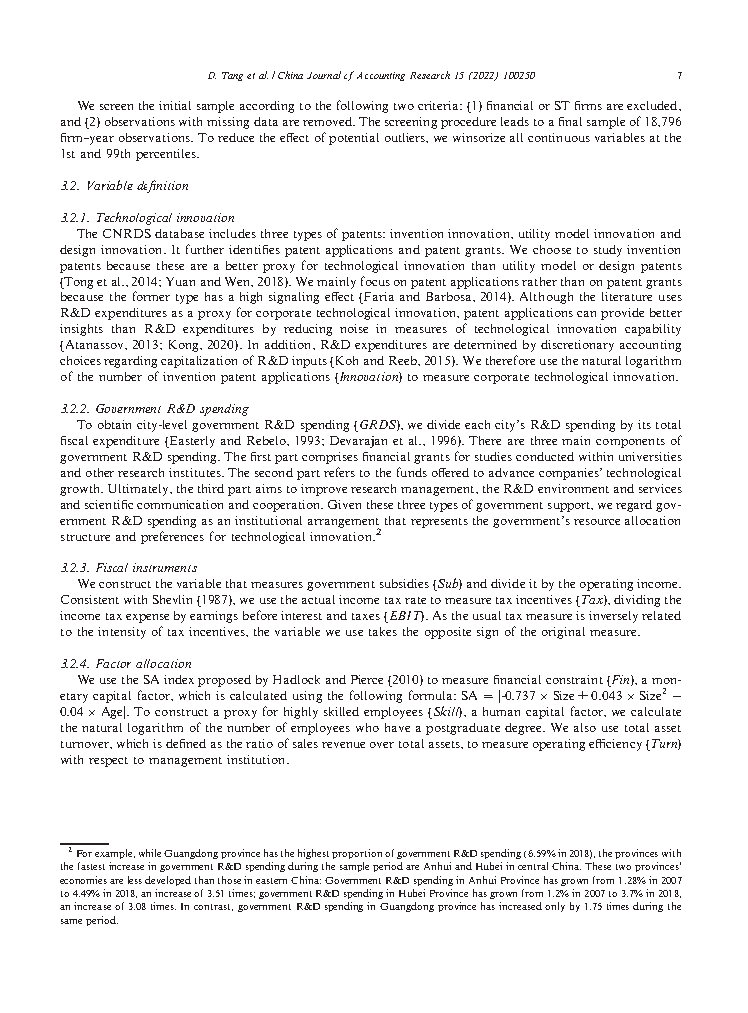 D. Tang et al. / China Journal of Accounting Research 15 (2022) 100250
7
We screen the initial sample according to the following two criteria: (1) financial or ST firms are excluded,
and (2) observations with missing data are removed. The screening procedure leads to a final sample of 18,796
firm–year observations. To reduce the effect of potential outliers, we winsorize all continuous variables at the
1st and 99th percentiles.
3.2. Variable definition
3.2.1. Technological innovation
The CNRDS database includes three types of patents: invention innovation, utility model innovation and
design innovation. It further identifies patent applications and patent grants. We choose to study invention
patents because these are a better proxy for technological innovation than utility model or design patents
(Tong et al., 2014; Yuan and Wen, 2018). We mainly focus on patent applications rather than on patent grants
because the former type has a high signaling effect (Faria and Barbosa, 2014). Although the literature uses
R&D expenditures as a proxy for corporate technological innovation, patent applications can provide better
insights than R&D expenditures by reducing noise in measures of technological innovation capability
(Atanassov, 2013; Kong, 2020). In addition, R&D expenditures are determined by discretionary accounting
choices regarding capitalization of R&D inputs (Koh and Reeb, 2015). We therefore use the natural logarithm
of the number of invention patent applications (Innovation) to measure corporate technological innovation.
3.2.2. Government R&D spending
To obtain city-level government R&D spending (GRDS), we divide each city's R&D spending by its total
fiscal expenditure (Easterly and Rebelo, 1993; Devarajan et al., 1996). There are three main components of
government R&D spending. The first part comprises financial grants for studies conducted within universities
and other research institutes. The second part refers to the funds offered to advance companies' technological
growth. Ultimately, the third part aims to improve research management, the R&D environment and services
and scientific communication and cooperation. Given these three types of government support, we regard gov-
ernment R&D spending as an institutional arrangement that represents the government's resource allocation
structure and preferences for technological innovation.2
3.2.3. Fiscal instruments
We construct the variable that measures government subsidies (Sub) and divide it by the operating income.
Consistent with Shevlin (1987), we use the actual income tax rate to measure tax incentives (Tax), dividing the
income tax expense by earnings before interest and taxes (EBIT). As the usual tax measure is inversely related
to the intensity of tax incentives, the variable we use takes the opposite sign of the original measure.
3.2.4. Factor allocation
We use the SA index proposed by Hadlock and Pierce (2010) to measure financial constraint (Fin), a mon-
etary capital factor, which is calculated using the following formula: SA = |-0.737 × Size + 0.043 × Size2 −
0.04 × Age|. To construct a proxy for highly skilled employees (Skill), a human capital factor, we calculate
the natural logarithm of the number of employees who have a postgraduate degree. We also use total asset
turnover, which is defined as the ratio of sales revenue over total assets, to measure operating efficiency (Turn)
with respect to management institution.
2 For example, while Guangdong province has the highest proportion of government R&D spending (6.59% in 2018), the provinces with
the fastest increase in government R&D spending during the sample period are Anhui and Hubei in central China. These two provinces'
economies are less developed than those in eastern China: Government R&D spending in Anhui Province has grown from 1.28% in 2007
to 4.49% in 2018, an increase of 3.51 times; government R&D spending in Hubei Province has grown from 1.2% in 2007 to 3.7% in 2018,
an increase of 3.08 times. In contrast, government R&D spending in Guangdong province has increased only by 1.75 times during the
same period.